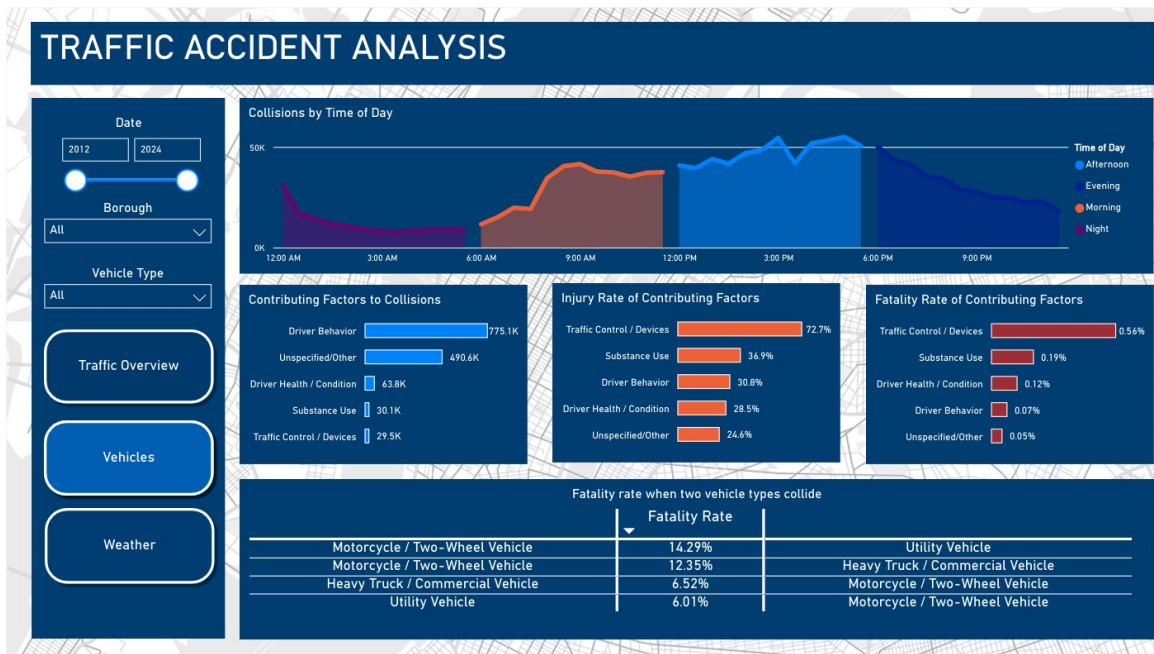 TRAFFIC ACCIDENT ANALYSIS
Date
2012 2024
Borough
All
Vehicle Type
All
Traffic Overview
Vehicles
Weather
Collisions by Time of Day
50K
0K
12:00 AM 3:00 AM 6:00 AM 9:00 AM 12:00 PM 3:00 PM 6:00 PM 9:00 PM
Time of Day
Afternoon
Evening
Morning
Night
Contributing Factors to Collisions
Driver Behavior 775.1K
Unspecified/Other 490.6K
Driver Health / Condition 63.8K
Substance Use 30.1K
Traffic Control / Devices 29.5K
Injury Rate of Contributing Factors
Traffic Control / Devices 72.7%
Substance Use 36.9%
Driver Behavior 30.8%
Driver Health / Condition 28.5%
Unspecified/Other 24.6%
Fatality Rate of Contributing Factors
Traffic Control / Devices 0.56%
Substance Use 0.19%
Driver Health / Condition 0.12%
Driver Behavior 0.07%
Unspecified/Other 0.05%
Fatality rate when two vehicle types collide
Fatality Rate
Motorcycle / Two-Wheel Vehicle 14.29% Utility Vehicle
Motorcycle / Two-Wheel Vehicle 12.35% Heavy Truck / Commercial Vehicle
Heavy Truck / Commercial Vehicle 6.52% Motorcycle / Two-Wheel Vehicle
Utility Vehicle 6.01% Motorcycle / Two-Wheel Vehicle